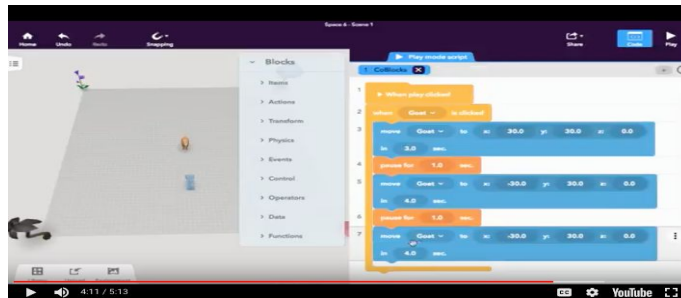 Space 6 - Scene 1
Home Undo Redo Snapping Share Code Play
Play mode script
Blocks
CoBlocks
Items
Actions
Transform
Physics
Events
Control
Operators
Data
Functions
1 When play clicked
2 when Goat is clicked
3 move Goat to x: 30.0 y: 30.0 z: 0.0
in 3.0 sec.
4 pause for 1.0 sec.
5 move Goat to x: -30.0 y: 30.0 z: 0.0
in 4.0 sec.
6 pause for 1.0 sec.
7 move Goat to x: -30.0 y: 30.0 z: 0.0
in 4.0 sec.
4:11 / 5:13
CC
YouTube